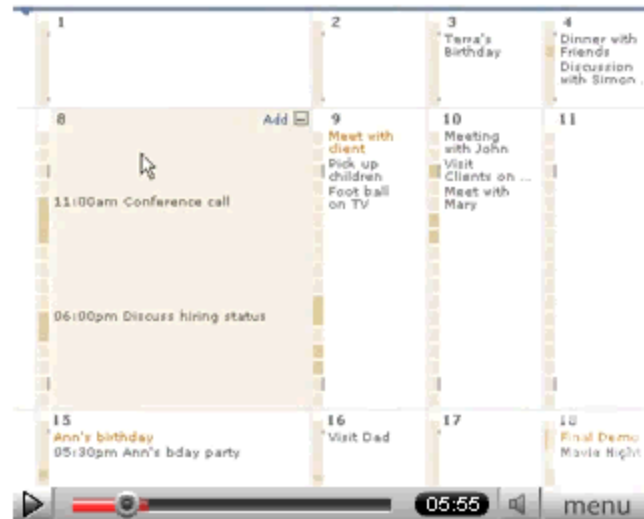 1
2
3
Terra's
Birthday
4
Dinner with
Friends
Discussion
with Simon ..
8
Add
11:00am Conference call
06:00pm Discuss hiring status
9
Meet with
client
Pick up
children
Foot ball
on TV
10
Meeting
with John
Visit
Clients on ...
Meet with
Mary
11
15
Ann's birthday
05:30pm Ann's bday party
16
Visit Dad
17
18
Final Demo
Movie Night
05:55
menu